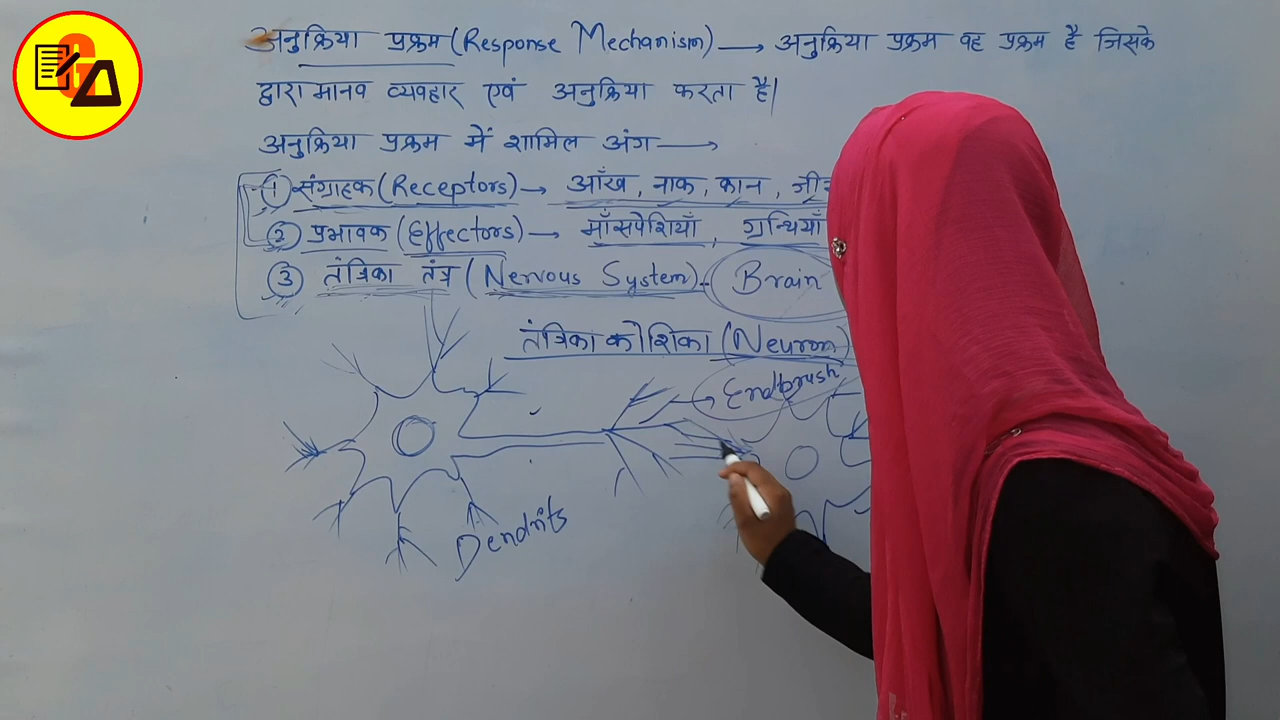 अनुक्रिया प्रक्रम (Response Mechanism) → अनुक्रिया प्रक्रम वह प्रक्रम है जिसके
द्वारा मानव व्यवहार एवं अनुक्रिया करता है।
अनुक्रिया प्रक्रम में शामिल अंग →
① संग्राहक (Receptors) → आँख, नाक, कान,
② प्रभावक (Effectors) → माँसपेशियाँ, ग्रन्थियाँ
③ तंत्रिका तंत्र (Nervous System) - Brain
तंत्रिका कोशिका (Neuron)
→ Endbrush
Dendrits